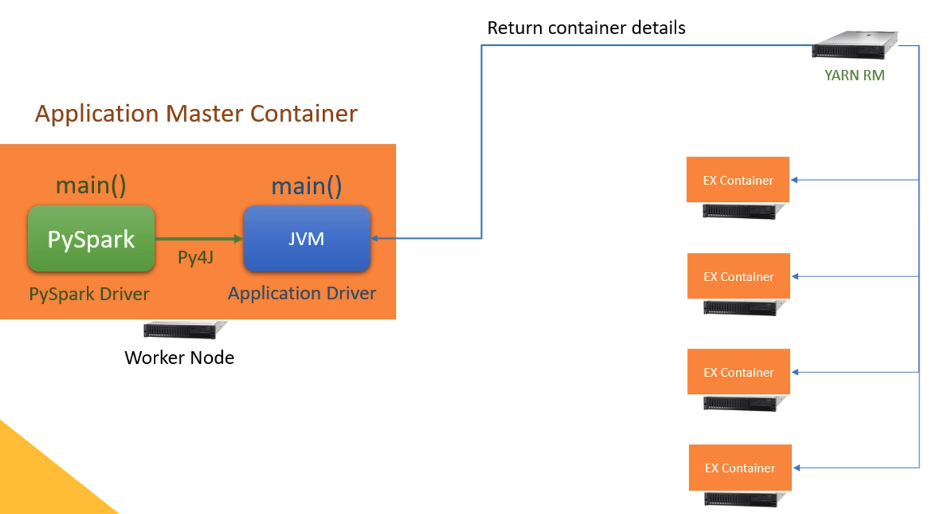 Return container details
YARN RM
Application Master Container
main()
main()
PySpark
JVM
Py4J
PySpark Driver
Application Driver
Worker Node
EX Container
EX Container
EX Container
EX Container